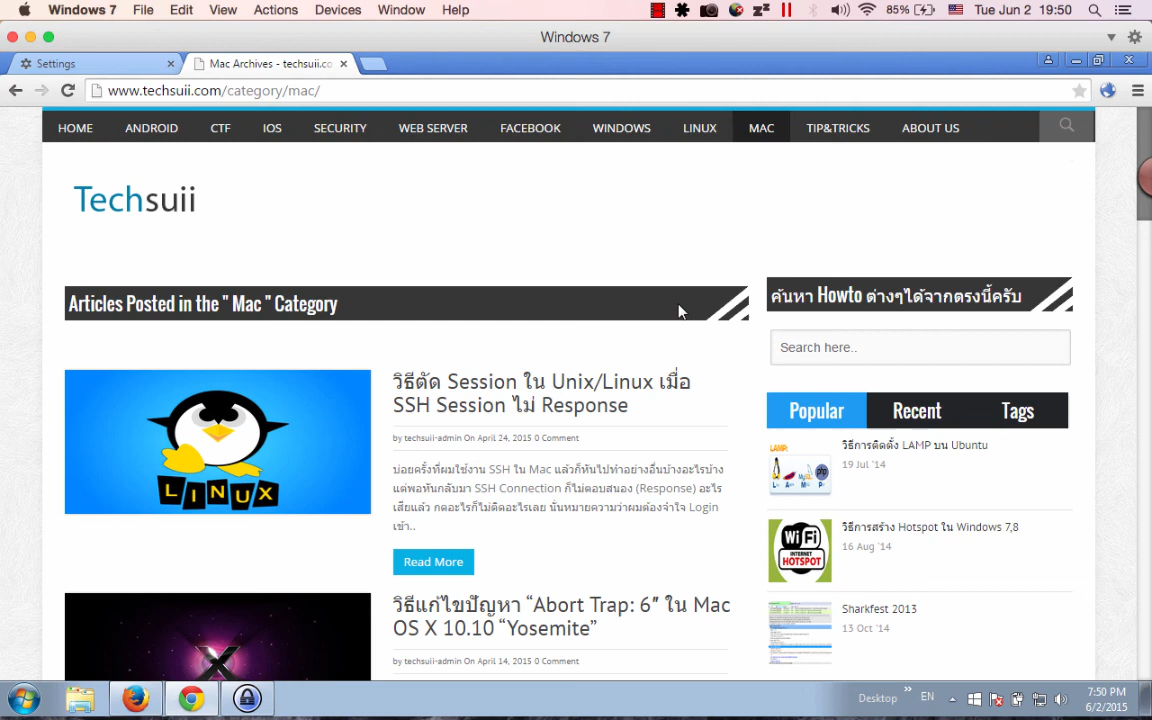 Windows 7 File Edit View Actions Devices Window Help 85% Tue Jun 2 19:50
Windows 7
Settings Mac Archives - techsuii.co
www.techsuii.com/category/mac/
HOME ANDROID CTF IOS SECURITY WEB SERVER FACEBOOK WINDOWS LINUX MAC TIP&TRICKS ABOUT US
Techsuii
Articles Posted in the " Mac " Category
LINUX
วิธีตัด Session ใน Unix/Linux เมื่อ
SSH Session ไม่ Response
by techsuii-admin On April 24, 2015 0 Comment
บ่อยครั้งที่ผมใช้งาน SSH ใน Mac แล้วก็หันไปทำอย่างอื่นบ้างอะไรบ้าง
แต่พอหันกลับมา SSH Connection ก็ไม่ตอบสนอง (Response) อะไร
เสียแล้ว กดอะไรก็ไม่ติดอะไรเลย นั่นหมายความว่าผมต้องจำใจ Login
เข้า..
Read More
วิธีแก้ไขปัญหา “Abort Trap: 6” ใน Mac
OS X 10.10 “Yosemite”
by techsuii-admin On April 14, 2015 0 Comment
ค้นหา Howto ต่างๆได้จากตรงนี้ครับ
Search here..
Popular Recent Tags
LAMP
วิธีการติดตั้ง LAMP บน Ubuntu
19 Jul '14
Wi Fi
INTERNET
HOTSPOT
วิธีการสร้าง Hotspot ใน Windows 7,8
16 Aug '14
Sharkfest 2013
13 Oct '14
Desktop EN 7:50 PM
6/2/2015